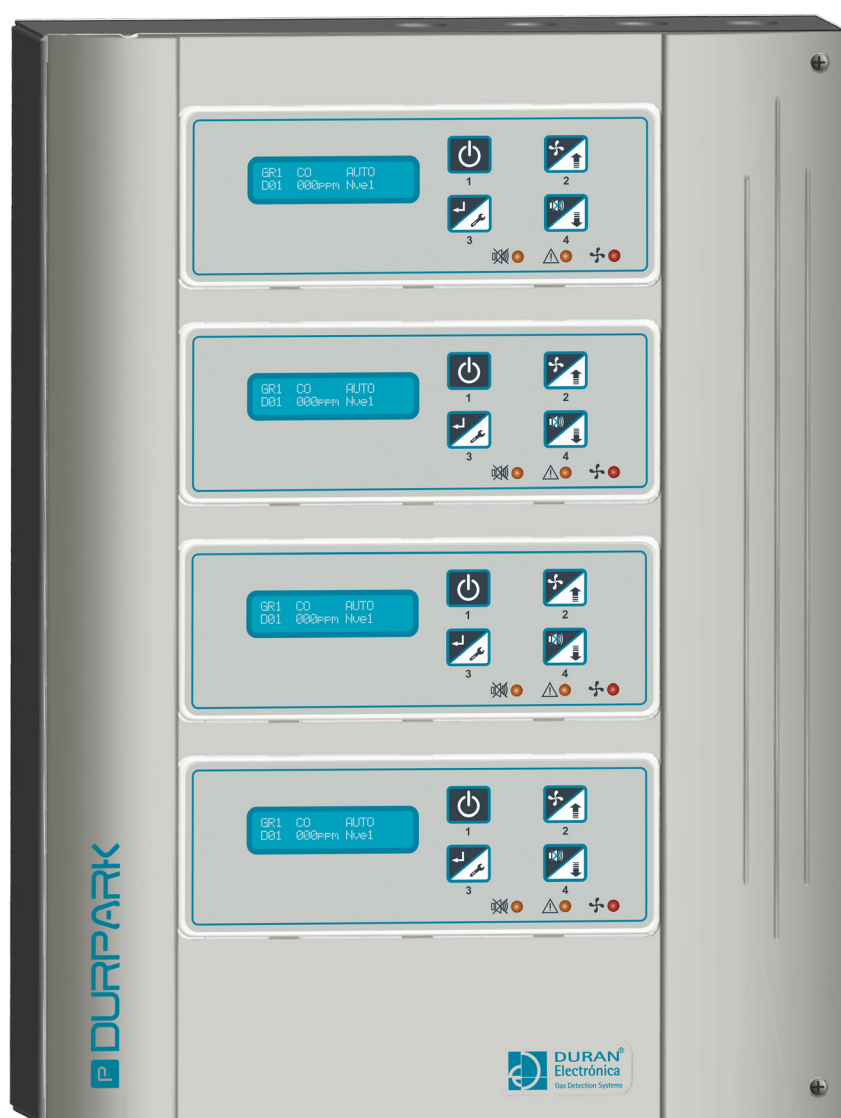 GR1 CO AUTO
D01 000ppm Nve1
1
2
3
4
GR1 CO AUTO
D01 000ppm Nve1
1
2
3
4
GR1 CO AUTO
D01 000ppm Nve1
1
2
3
4
GR1 CO AUTO
D01 000ppm Nve1
1
2
3
4
P DURPARK
DURAN®
Electrónica
Gas Detection Systems